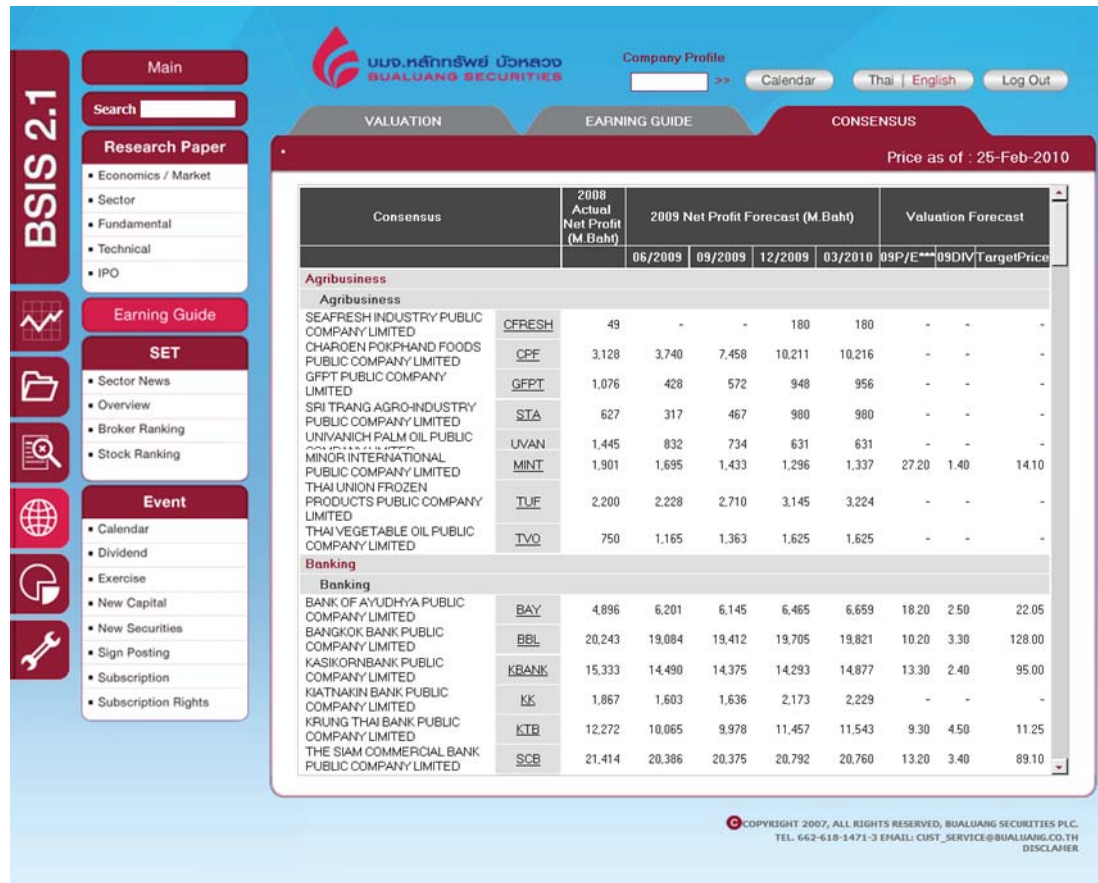 BSIS 2.1
Main
Search
Research Paper
Economics / Market
Sector
Fundamental
Technical
IPO
Earning Guide
SET
Sector News
Overview
Broker Ranking
Stock Ranking
Event
Calendar
Dividend
Exercise
New Capital
New Securities
Sign Posting
Subscription
Subscription Rights
บมจ.หลักทรัพย์ บัวหลวง
BUALUANG SECURITIES
Company Profile
>> Calendar Thai | English Log Out
VALUATION EARNING GUIDE CONSENSUS
Price as of : 25-Feb-2010
Consensus 2008 Actual Net Profit (M.Baht) 2009 Net Profit Forecast (M.Baht) Valuation Forecast
06/2009 09/2009 12/2009 03/2010 09P/E*** 09DIV TargetPrice
Agribusiness
Agribusiness
SEAFRESH INDUSTRY PUBLIC COMPANY LIMITED CFRESH 49 - - 180 180 - - -
CHAROEN POKPHAND FOODS PUBLIC COMPANY LIMITED CPF 3,128 3,740 7,458 10,211 10,216 - - -
GFPT PUBLIC COMPANY LIMITED GFPT 1,076 428 572 948 956 - - -
SRI TRANG AGRO-INDUSTRY PUBLIC COMPANY LIMITED STA 627 317 467 980 980 - - -
UNIVANICH PALM OIL PUBLIC UVAN 1,445 832 734 631 631 - - -
MINOR INTERNATIONAL PUBLIC COMPANY LIMITED MINT 1,901 1,695 1,433 1,296 1,337 27.20 1.40 14.10
THAI UNION FROZEN PRODUCTS PUBLIC COMPANY LIMITED TUF 2,200 2,228 2,710 3,145 3,224 - - -
THAI VEGETABLE OIL PUBLIC COMPANY LIMITED TVO 750 1,165 1,363 1,625 1,625 - - -
Banking
Banking
BANK OF AYUDHYA PUBLIC COMPANY LIMITED BAY 4,896 6,201 6,145 6,465 6,659 18.20 2.50 22.05
BANGKOK BANK PUBLIC COMPANY LIMITED BBL 20,243 19,084 19,412 19,705 19,821 10.20 3.30 128.00
KASIKORNBANK PUBLIC COMPANY LIMITED KBANK 15,333 14,490 14,375 14,293 14,877 13.30 2.40 95.00
KIATNAKIN BANK PUBLIC COMPANY LIMITED KK 1,867 1,603 1,636 2,173 2,229 - - -
KRUNG THAI BANK PUBLIC COMPANY LIMITED KTB 12,272 10,065 9,978 11,457 11,543 9.30 4.50 11.25
THE SIAM COMMERCIAL BANK PUBLIC COMPANY LIMITED SCB 21,414 20,386 20,375 20,792 20,760 13.20 3.40 89.10
COPYRIGHT 2007, ALL RIGHTS RESERVED, BUALUANG SECURITIES PLC.
TEL. 662-618-1471-3 EMAIL: CUST_SERVICE@BUALUANG.CO.TH
DISCLAMER